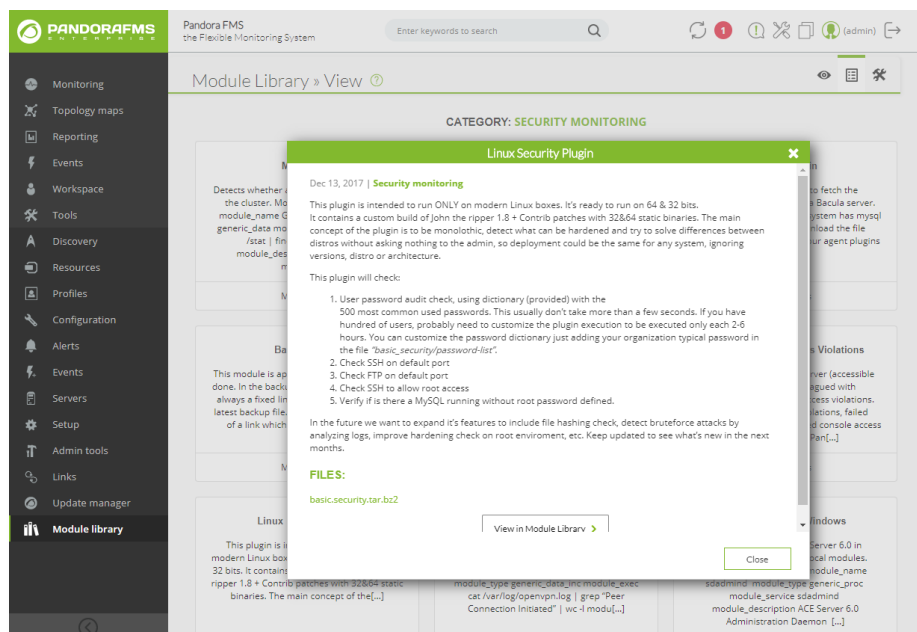 PANDORAFMS
ENTERPRISE
Pandora FMS
the Flexible Monitoring System
Enter keywords to search
1
(admin)
Monitoring
Topology maps
Reporting
Events
Workspace
Tools
Discovery
Resources
Profiles
Configuration
Alerts
Events
Servers
Setup
Admin tools
Links
Update manager
Module library
Module Library » View
CATEGORY: SECURITY MONITORING
Linux Security Plugin
Dec 13, 2017 | Security monitoring
This plugin is intended to run ONLY on modern Linux boxes. It's ready to run on 64 & 32 bits.
It contains a custom build of John the ripper 1.8 + Contrib patches with 32&64 static binaries. The main
concept of the plugin is to be monolothic, detect what can be hardened and try to solve differences between
distros without asking nothing to the admin, so deployment could be the same for any system, ignoring
versions, distro or architecture.
This plugin will check:
1. User password audit check, using dictionary (provided) with the
500 most common used passwords. This usually don't take more than a few seconds. If you have
hundred of users, probably need to customize the plugin execution to be executed only each 2-6
hours. You can customize the password dictionary just adding your organization typical password in
the file "basic_security/password-list".
2. Check SSH on default port
3. Check FTP on default port
4. Check SSH to allow root access
5. Verify if is there a MySQL running without root password defined.
In the future we want to expand it's features to include file hashing check, detect bruteforce attacks by
analyzing logs, improve hardening check on root enviroment, etc. Keep updated to see what's new in the next
months.
FILES:
basic.security.tar.bz2
View in Module Library
Close
Detects whether
the cluster. Mo
module_name G
generic_data mo
/stat | fin
module_des
to fetch the
Bacula server.
ystem has mysql
nload the file
ur agent plugins
Ba
This module is ap
done. In the backu
always a fixed lin
latest backup file.
of a link which
s Violations
rver (accessible
agued with
cess violations.
lations, failed
d console access
Pan[...]
Linux
This plugin is i
modern Linux box
32 bits. It contains
ripper 1.8 + Contrib patches with 32&64 static
binaries. The main concept of the[...]
module_type generic_data_inc module_exec
cat /var/log/openvpn.log | grep "Peer
Connection Initiated" | wc -l modu[...]
Windows
Server 6.0 in
ocal modules.
module_name
sdadmind module_type generic_proc
module_service sdadmind
module_description ACE Server 6.0
Administration Daemon [...]